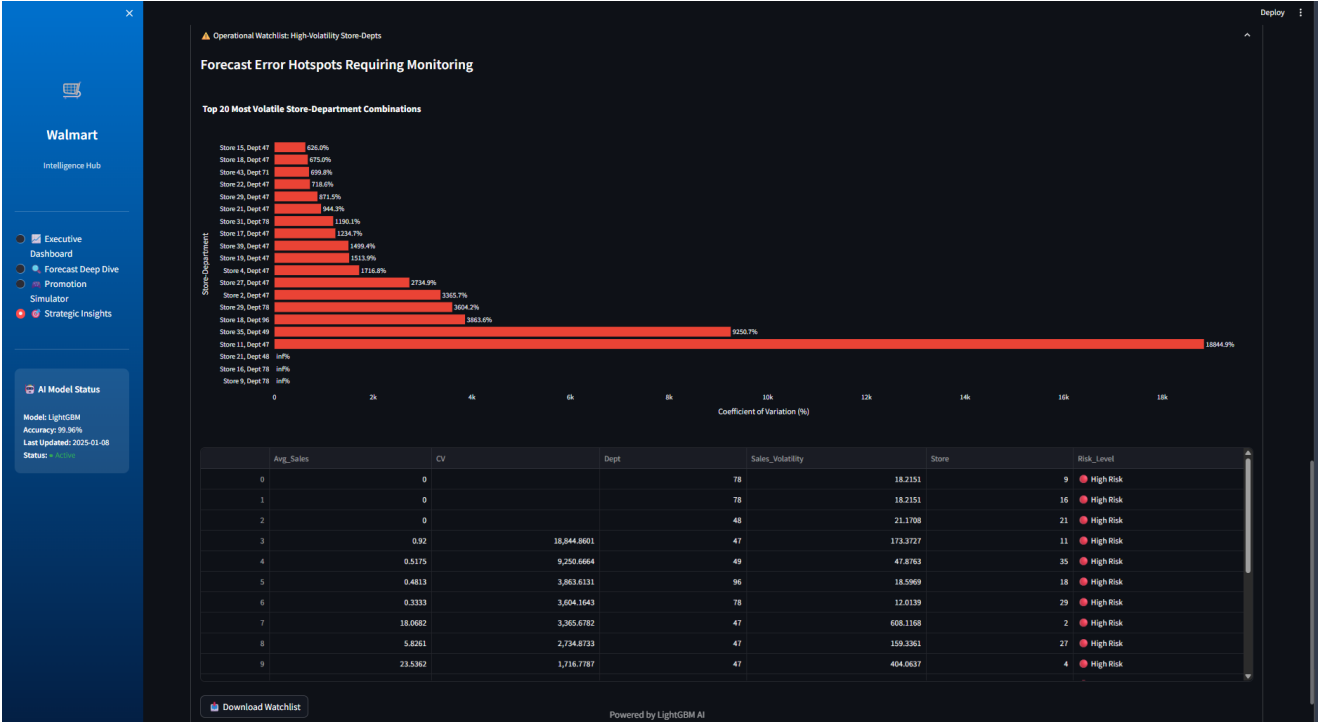 ×
Deploy
Walmart
Intelligence Hub
Executive
Dashboard
Forecast Deep Dive
Promotion
Simulator
Strategic Insights
AI Model Status
Model: LightGBM
Accuracy: 99.96%
Last Updated: 2025-01-08
Status: ● Active
Operational Watchlist: High-Volatility Store-Depts
Forecast Error Hotspots Requiring Monitoring
Top 20 Most Volatile Store-Department Combinations
Store-Department
Store 15, Dept 47 626.0%
Store 18, Dept 47 675.0%
Store 43, Dept 71 699.8%
Store 22, Dept 47 718.6%
Store 29, Dept 47 871.5%
Store 21, Dept 47 944.3%
Store 31, Dept 78 1190.1%
Store 17, Dept 47 1234.7%
Store 39, Dept 47 1499.4%
Store 19, Dept 47 1513.9%
Store 4, Dept 47 1716.8%
Store 27, Dept 47 2734.9%
Store 2, Dept 47 3365.7%
Store 29, Dept 78 3604.2%
Store 18, Dept 96 3863.6%
Store 35, Dept 49 9250.7%
Store 11, Dept 47 18844.9%
Store 21, Dept 48 inf%
Store 16, Dept 78 inf%
Store 9, Dept 78 inf%
0 2k 4k 6k 8k 10k 12k 14k 16k 18k
Coefficient of Variation (%)
Avg_Sales CV Dept Sales_Volatility Store Risk_Level
0 0 78 18.2151 9 High Risk
1 0 78 18.2151 16 High Risk
2 0 48 21.1708 21 High Risk
3 0.92 18,844.8601 47 173.3727 11 High Risk
4 0.5175 9,250.6664 49 47.8763 35 High Risk
5 0.4813 3,863.6131 96 18.5969 18 High Risk
6 0.3333 3,604.1643 78 12.0139 29 High Risk
7 18.0682 3,365.6782 47 608.1168 2 High Risk
8 5.8261 2,734.8733 47 159.3361 27 High Risk
9 23.5362 1,716.7787 47 404.0637 4 High Risk
Download Watchlist
Powered by LightGBM AI